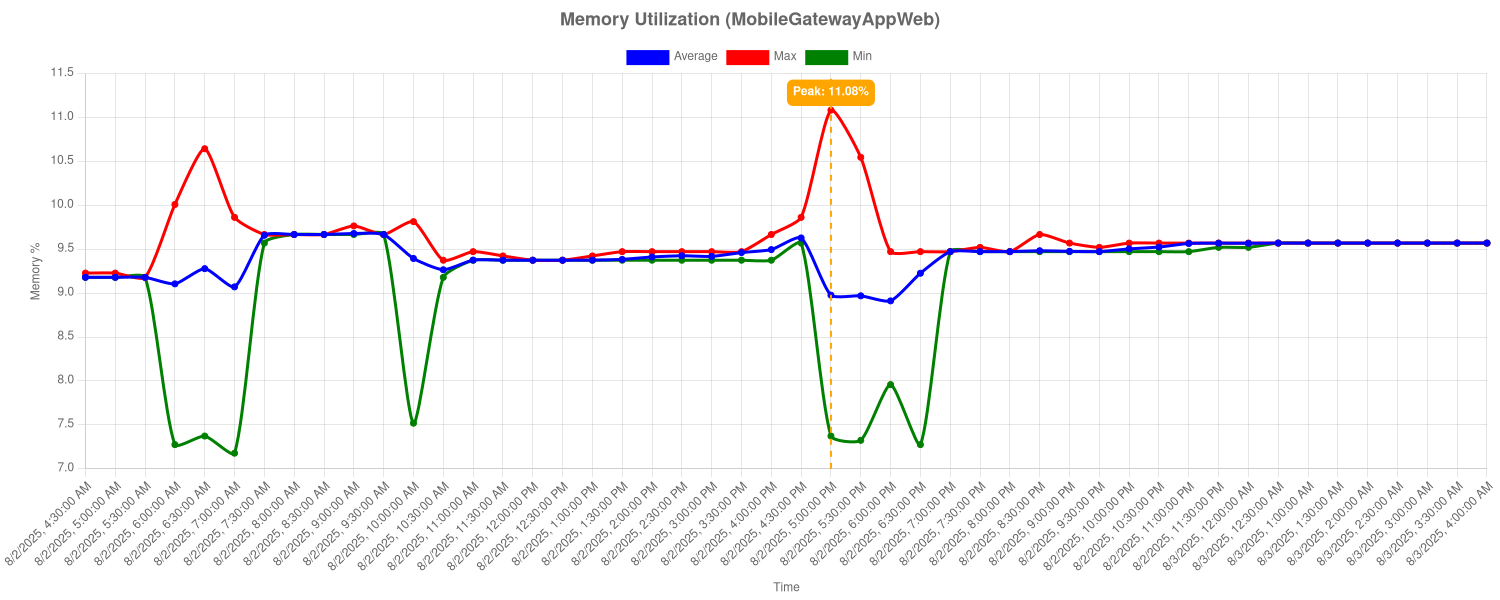 Memory Utilization (MobileGatewayAppWeb)
Average Max Min
Peak: 11.08%
11.5
11.0
10.5
10.0
9.5
9.0
8.5
8.0
7.5
7.0
Memory %
8/2/2025, 4:30:00 AM
8/2/2025, 5:00:00 AM
8/2/2025, 5:30:00 AM
8/2/2025, 6:00:00 AM
8/2/2025, 6:30:00 AM
8/2/2025, 7:00:00 AM
8/2/2025, 7:30:00 AM
8/2/2025, 8:00:00 AM
8/2/2025, 8:30:00 AM
8/2/2025, 9:00:00 AM
8/2/2025, 9:30:00 AM
8/2/2025, 10:00:00 AM
8/2/2025, 10:30:00 AM
8/2/2025, 11:00:00 AM
8/2/2025, 11:30:00 AM
8/2/2025, 12:00:00 PM
8/2/2025, 12:30:00 PM
8/2/2025, 1:00:00 PM
8/2/2025, 1:30:00 PM
8/2/2025, 2:00:00 PM
8/2/2025, 2:30:00 PM
8/2/2025, 3:00:00 PM
8/2/2025, 3:30:00 PM
8/2/2025, 4:00:00 PM
8/2/2025, 4:30:00 PM
8/2/2025, 5:00:00 PM
8/2/2025, 5:30:00 PM
8/2/2025, 6:00:00 PM
8/2/2025, 6:30:00 PM
8/2/2025, 7:00:00 PM
8/2/2025, 7:30:00 PM
8/2/2025, 8:00:00 PM
8/2/2025, 8:30:00 PM
8/2/2025, 9:00:00 PM
8/2/2025, 9:30:00 PM
8/2/2025, 10:00:00 PM
8/2/2025, 10:30:00 PM
8/2/2025, 11:00:00 PM
8/2/2025, 11:30:00 PM
8/3/2025, 12:00:00 AM
8/3/2025, 12:30:00 AM
8/3/2025, 1:00:00 AM
8/3/2025, 1:30:00 AM
8/3/2025, 2:00:00 AM
8/3/2025, 2:30:00 AM
8/3/2025, 3:00:00 AM
8/3/2025, 3:30:00 AM
8/3/2025, 4:00:00 AM
Time